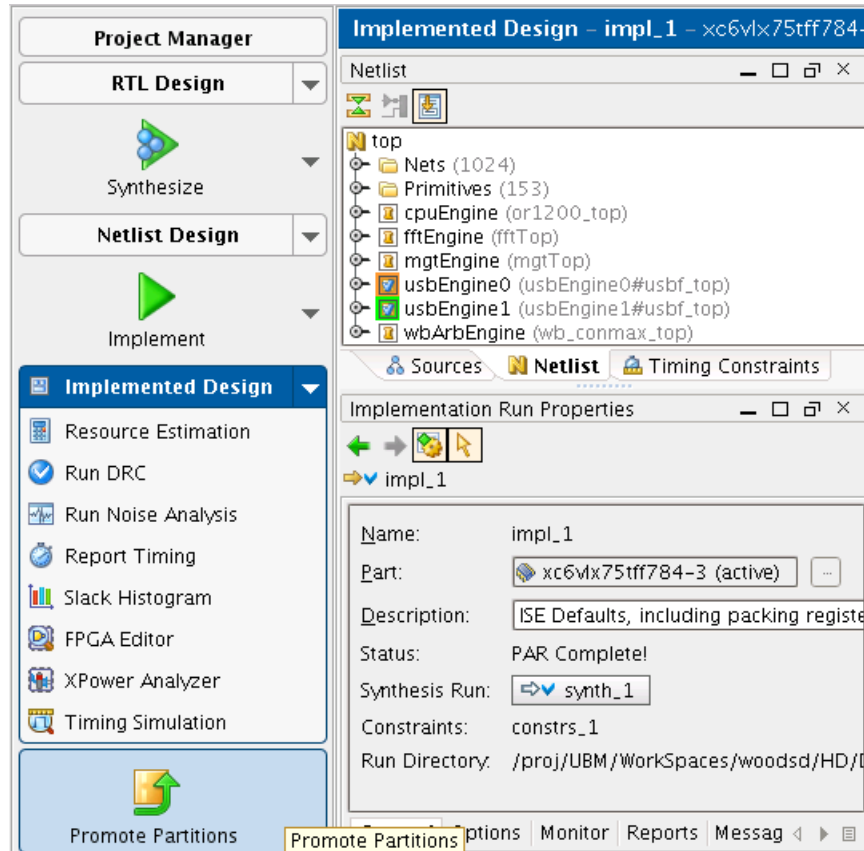 Project Manager
RTL Design
Synthesize
Netlist Design
Implement
Implemented Design
Resource Estimation
Run DRC
Run Noise Analysis
Report Timing
Slack Histogram
FPGA Editor
XPower Analyzer
Timing Simulation
Promote Partitions
Promote Partitions
Implemented Design - impl_1 - xc6vlx75tff784-
Netlist
top
Nets (1024)
Primitives (153)
cpuEngine (or1200_top)
fftEngine (fftTop)
mgtEngine (mgtTop)
usbEngine0 (usbEngine0#usbf_top)
usbEngine1 (usbEngine1#usbf_top)
wbArbEngine (wb_conmax_top)
Sources Netlist Timing Constraints
Implementation Run Properties
impl_1
Name: impl_1
Part: xc6vlx75tff784-3 (active) ...
Description: ISE Defaults, including packing registe
Status: PAR Complete!
Synthesis Run: synth_1
Constraints: constrs_1
Run Directory: /proj/UBM/WorkSpaces/woodsd/HD/
ptions Monitor Reports Messag